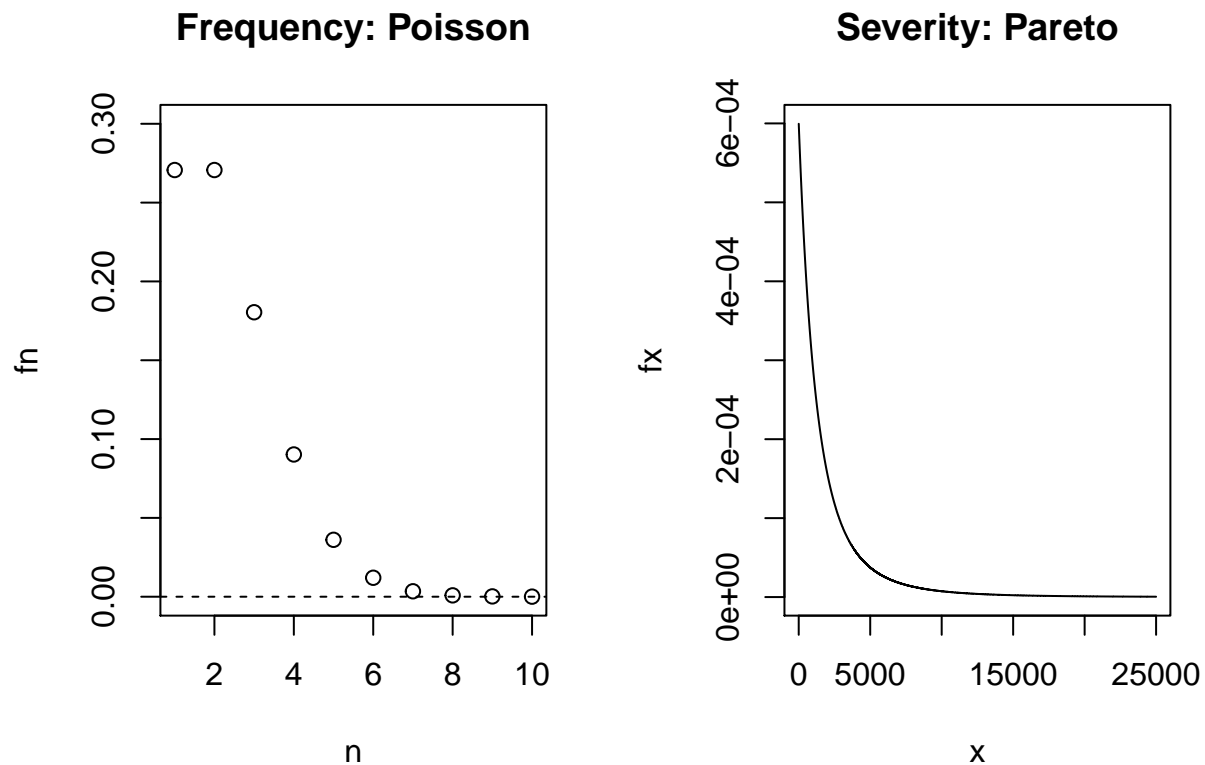 Frequency: Poisson
fn
0.00 0.10 0.20 0.30
2 4 6 8 10
n
Severity: Pareto
fx
0e+00 2e−04 4e−04 6e−04
0 5000 15000 25000
x